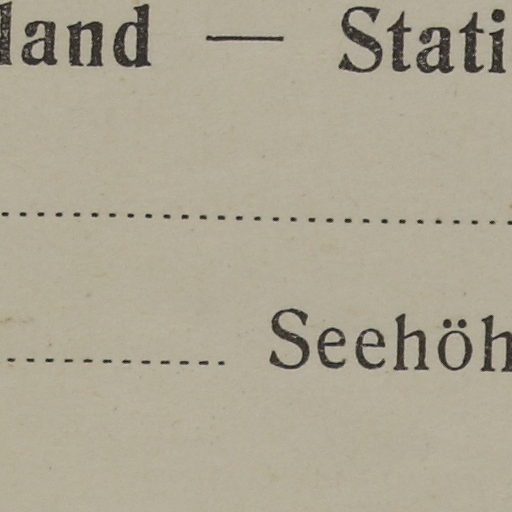 land — Stati
Seehöh